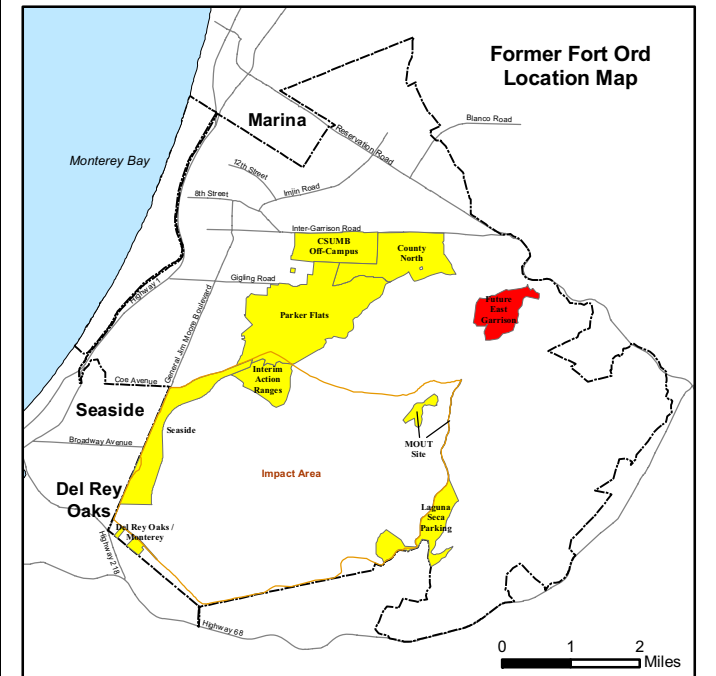 Former Fort Ord
Location Map
Marina
Blanco Road
Reservation Road
Monterey Bay
12th Street
Imjin Road
8th Street
Inter-Garrison Road
CSUMB
Off-Campus
County
North
Gigling Road
Highway 1
General Jim Moore Boulevard
Future
East
Garrison
Parker Flats
Interim
Action
Ranges
Coe Avenue
Seaside
Seaside
Broadway Avenue
MOUT
Site
Impact Area
Del Rey
Oaks
Laguna
Seca
Parking
Del Rey Oaks /
Monterey
Highway 218
Highway 68
0 1 2
Miles